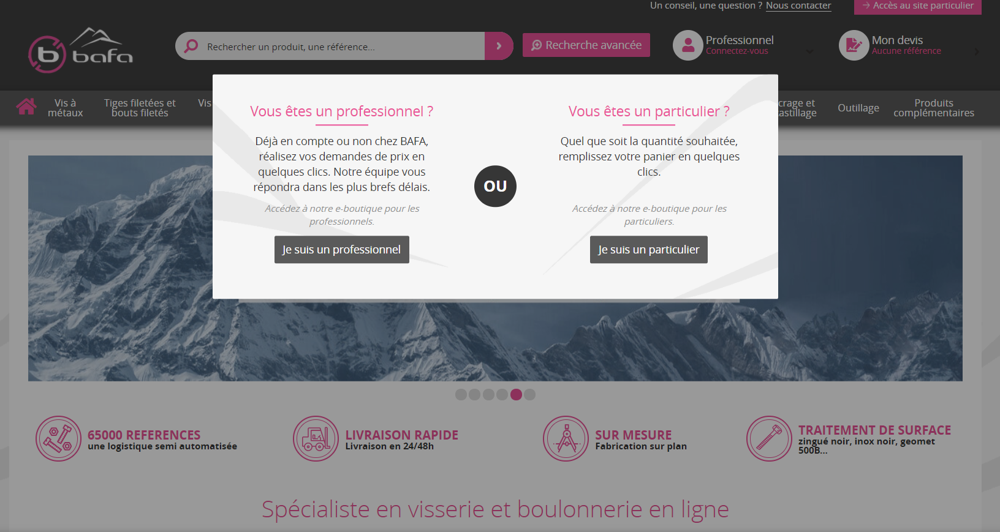 Un conseil, une question ? Nous contacter
Accès au site particulier
b bafa
Rechercher un produit, une référence...
Recherche avancée
Professionnel
Connectez-vous
Mon devis
Aucune référence
Vis à
métaux
Tiges filetées et
bouts filetés
Vis
Outillage
Produits
complémentaires
Vous êtes un professionnel ?
Déjà en compte ou non chez BAFA,
réalisez vos demandes de prix en
quelques clics. Notre équipe vous
répondra dans les plus brefs délais.
Accédez à notre e-boutique pour les
professionnels.
Je suis un professionnel
OU
Vous êtes un particulier ?
Quel que soit la quantité souhaitée,
remplissez votre panier en quelques
clics.
Accédez à notre e-boutique pour les
particuliers.
Je suis un particulier
65000 REFERENCES
une logistique semi automatisée
LIVRAISON RAPIDE
Livraison en 24/48h
SUR MESURE
Fabrication sur plan
TRAITEMENT DE SURFACE
zingué noir, inox noir, geomet
500B...
Spécialiste en visserie et boulonnerie en ligne